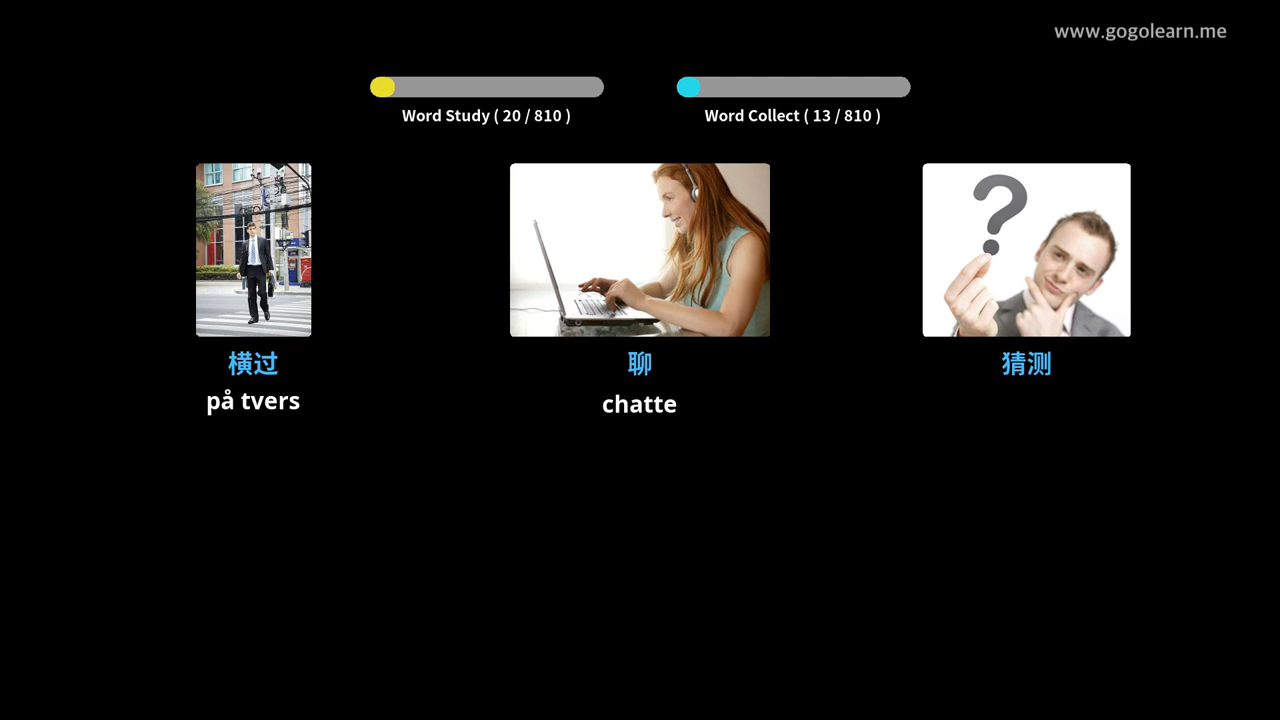 www.gogolearn.me
Word Study ( 20 / 810 )
Word Collect ( 13 / 810 )
横过
聊
猜测
på tvers
chatte
?